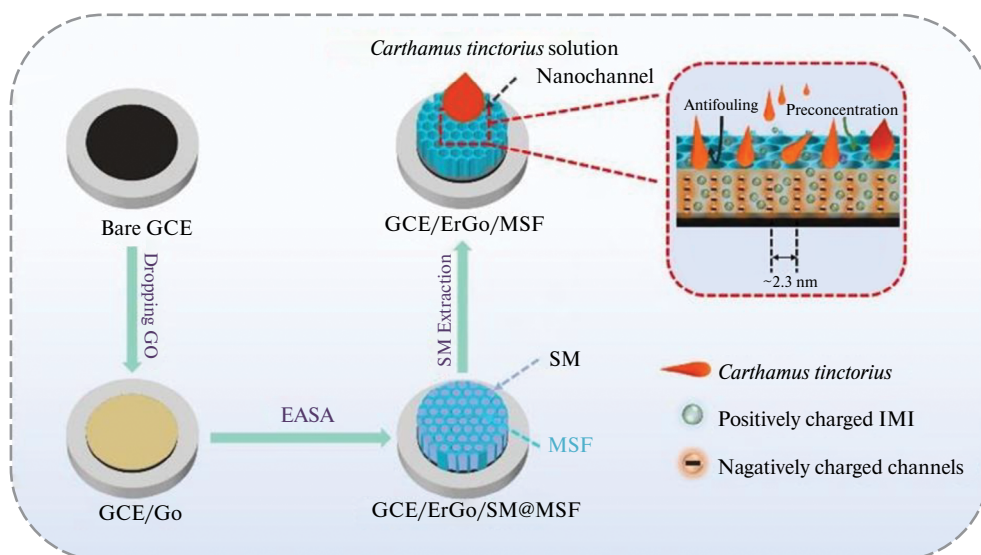 Carthamus tinctorius solution
Nanochannel
Antifouling
Preconcentration
~2.3 nm
Bare GCE
GCE/ErGo/MSF
Dropping GO
SM Extraction
SM
EASA
MSF
GCE/Go
GCE/ErGo/SM@MSF
Carthamus tinctorius
Positively charged IMI
Nagatively charged channels